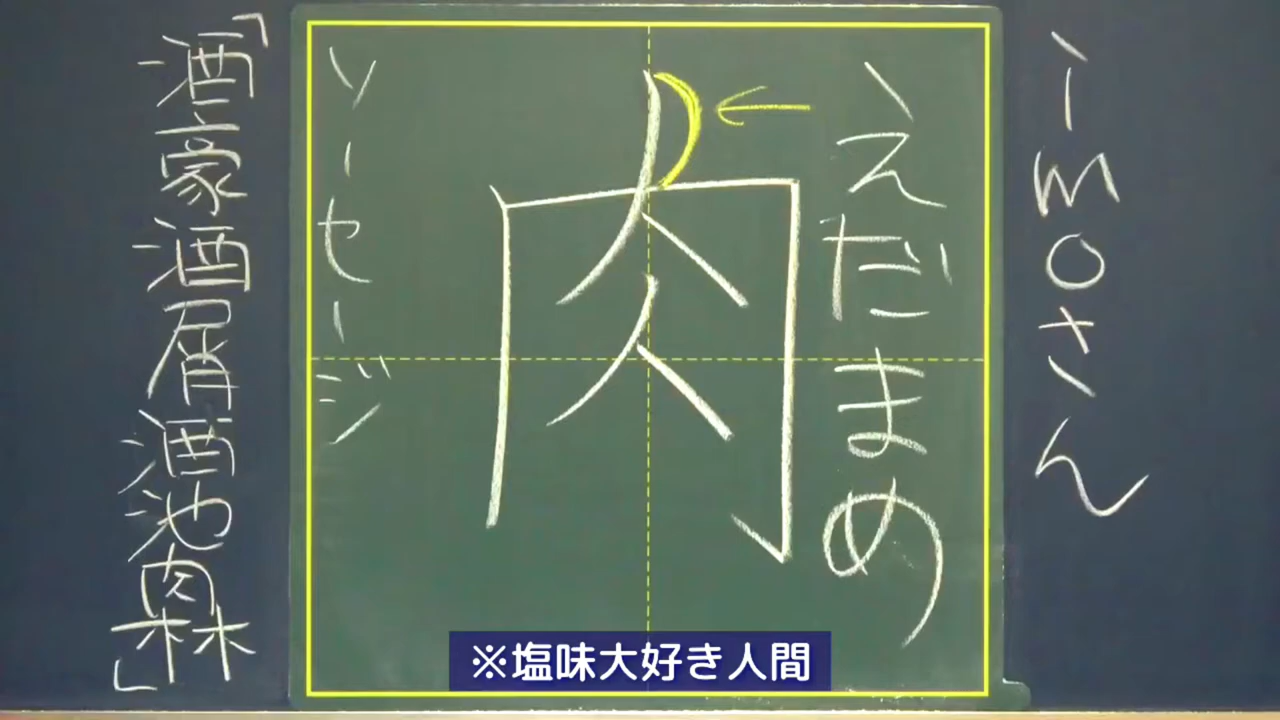 imoさん
えだまめ
肉
ソーセージ
「酒豪酒屑酒池肉林」
※塩味大好き人間